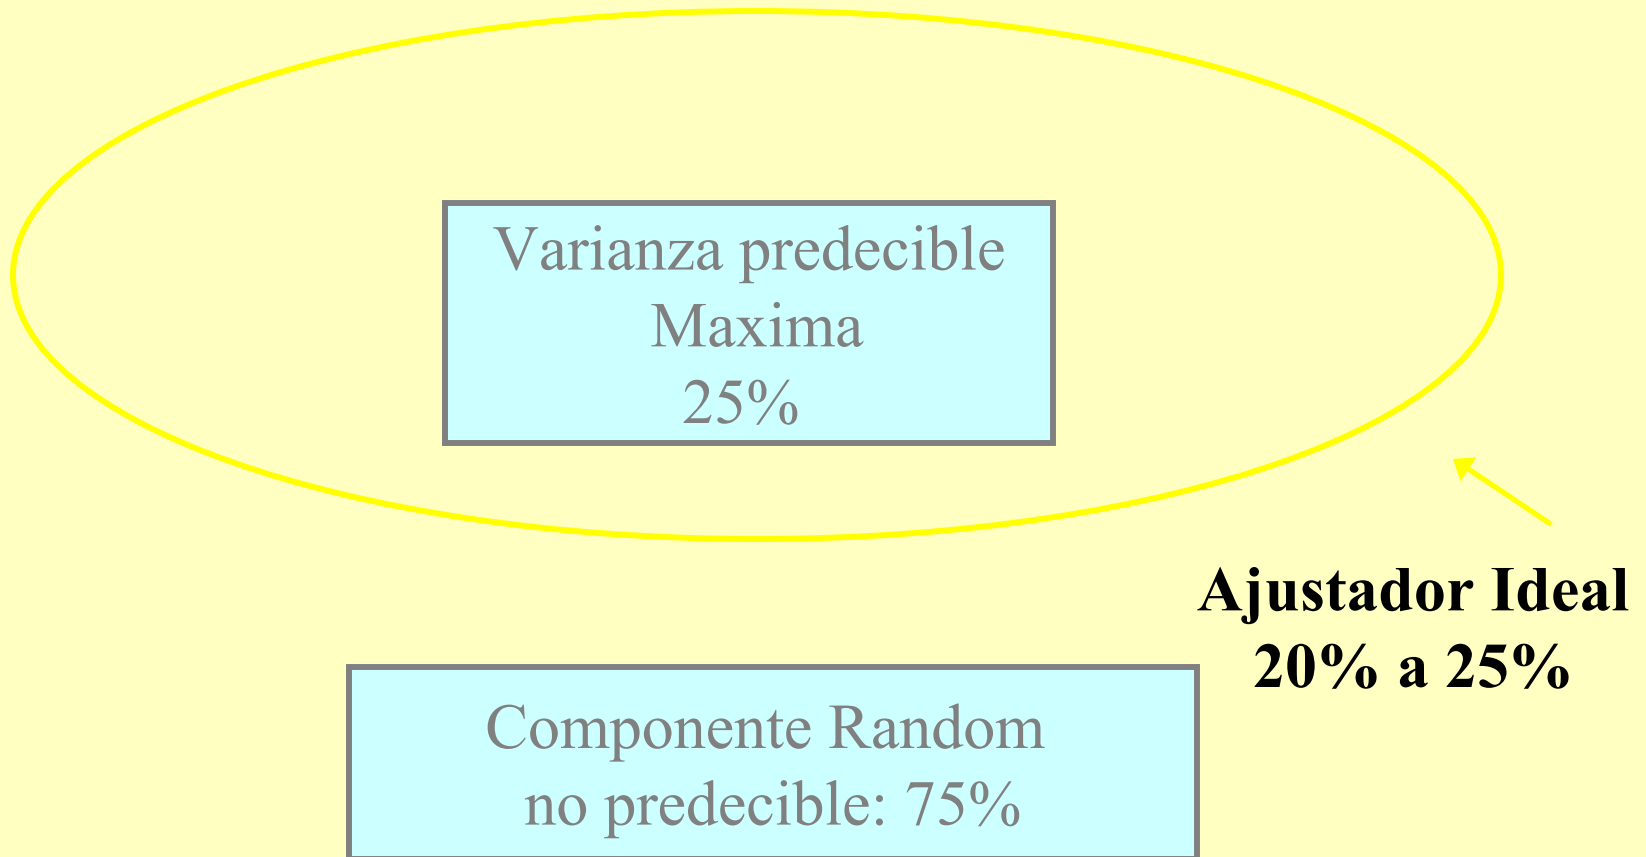 Varianza predecible
Maxima
25%
Ajustador Ideal
20% a 25%
Componente Random
no predecible: 75%